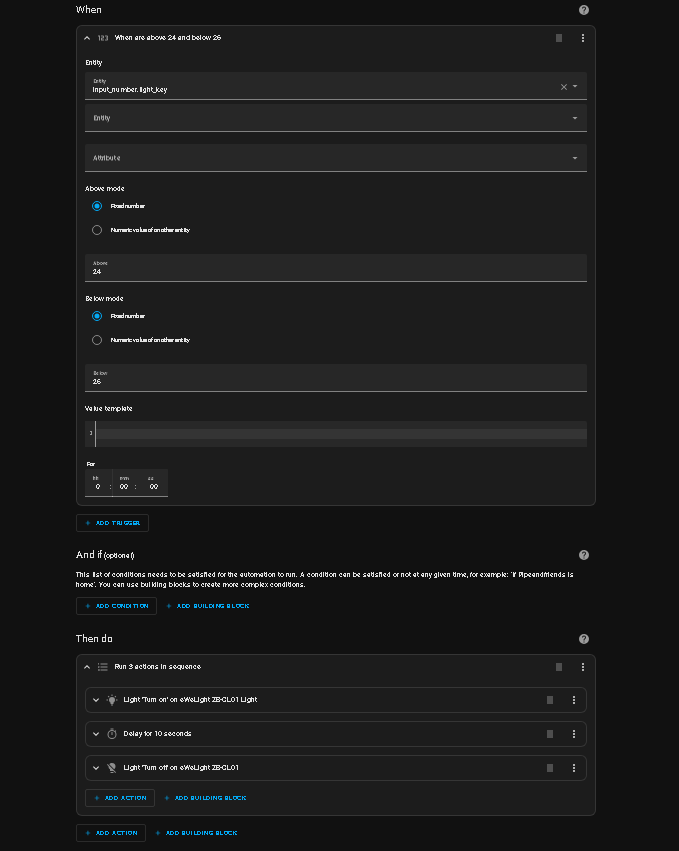 When
When are above 24 and below 26
Entity
Entity
input_number.light_key
Entity
Attribute
Above mode
Fixed number
Numeric value of another entity
Above
24
Below mode
Fixed number
Numeric value of another entity
Below
26
Value template
1
For
hh mm ss
0 : 00 : 00
+ ADD TRIGGER
And if (optional)
This list of conditions needs to be satisfied for the automation to run. A condition can be satisfied or not at any given time, for example: 'If Pipeandfriends is
home'. You can use building blocks to create more complex conditions.
+ ADD CONDITION + ADD BUILDING BLOCK
Then do
Run 3 actions in sequence
Light 'Turn on' on eWeLight ZB-CL01 Light
Delay for 10 seconds
Light 'Turn off' on eWeLight ZB-CL01
+ ADD ACTION + ADD BUILDING BLOCK
+ ADD ACTION + ADD BUILDING BLOCK